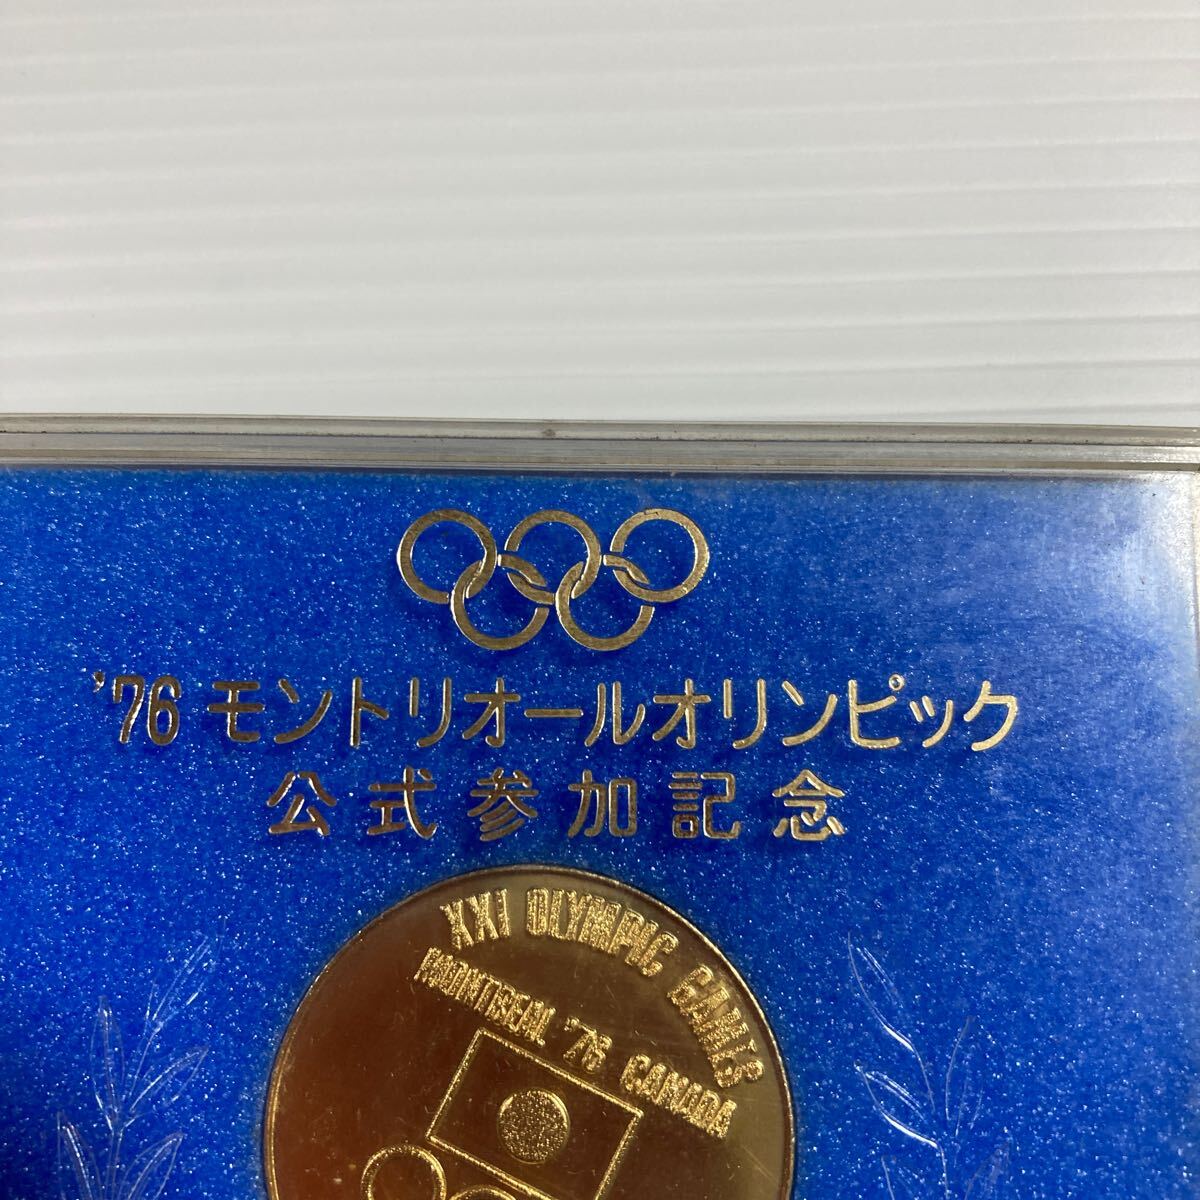 '76 モントリオールオリンピック
公式参加記念
XXI OLYMPIC GAMES
MONTREAL '76 CANADA